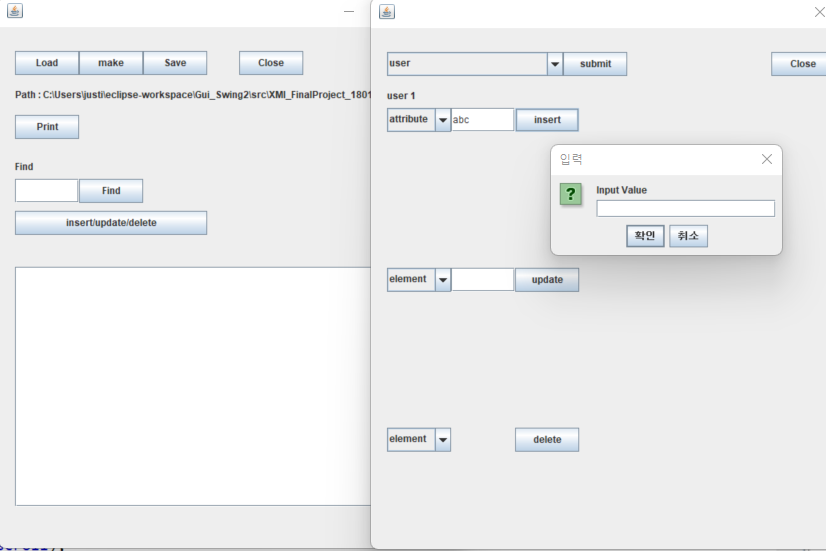 Load make Save Close
Path : C:\Users\justi\eclipse-workspace\Gui_Swing2\src\XMI_FinalProject_1801
Print
Find
Find
insert/update/delete
user submit Close
user 1
attribute abc insert
입력
Input Value
확인 취소
element update
element delete